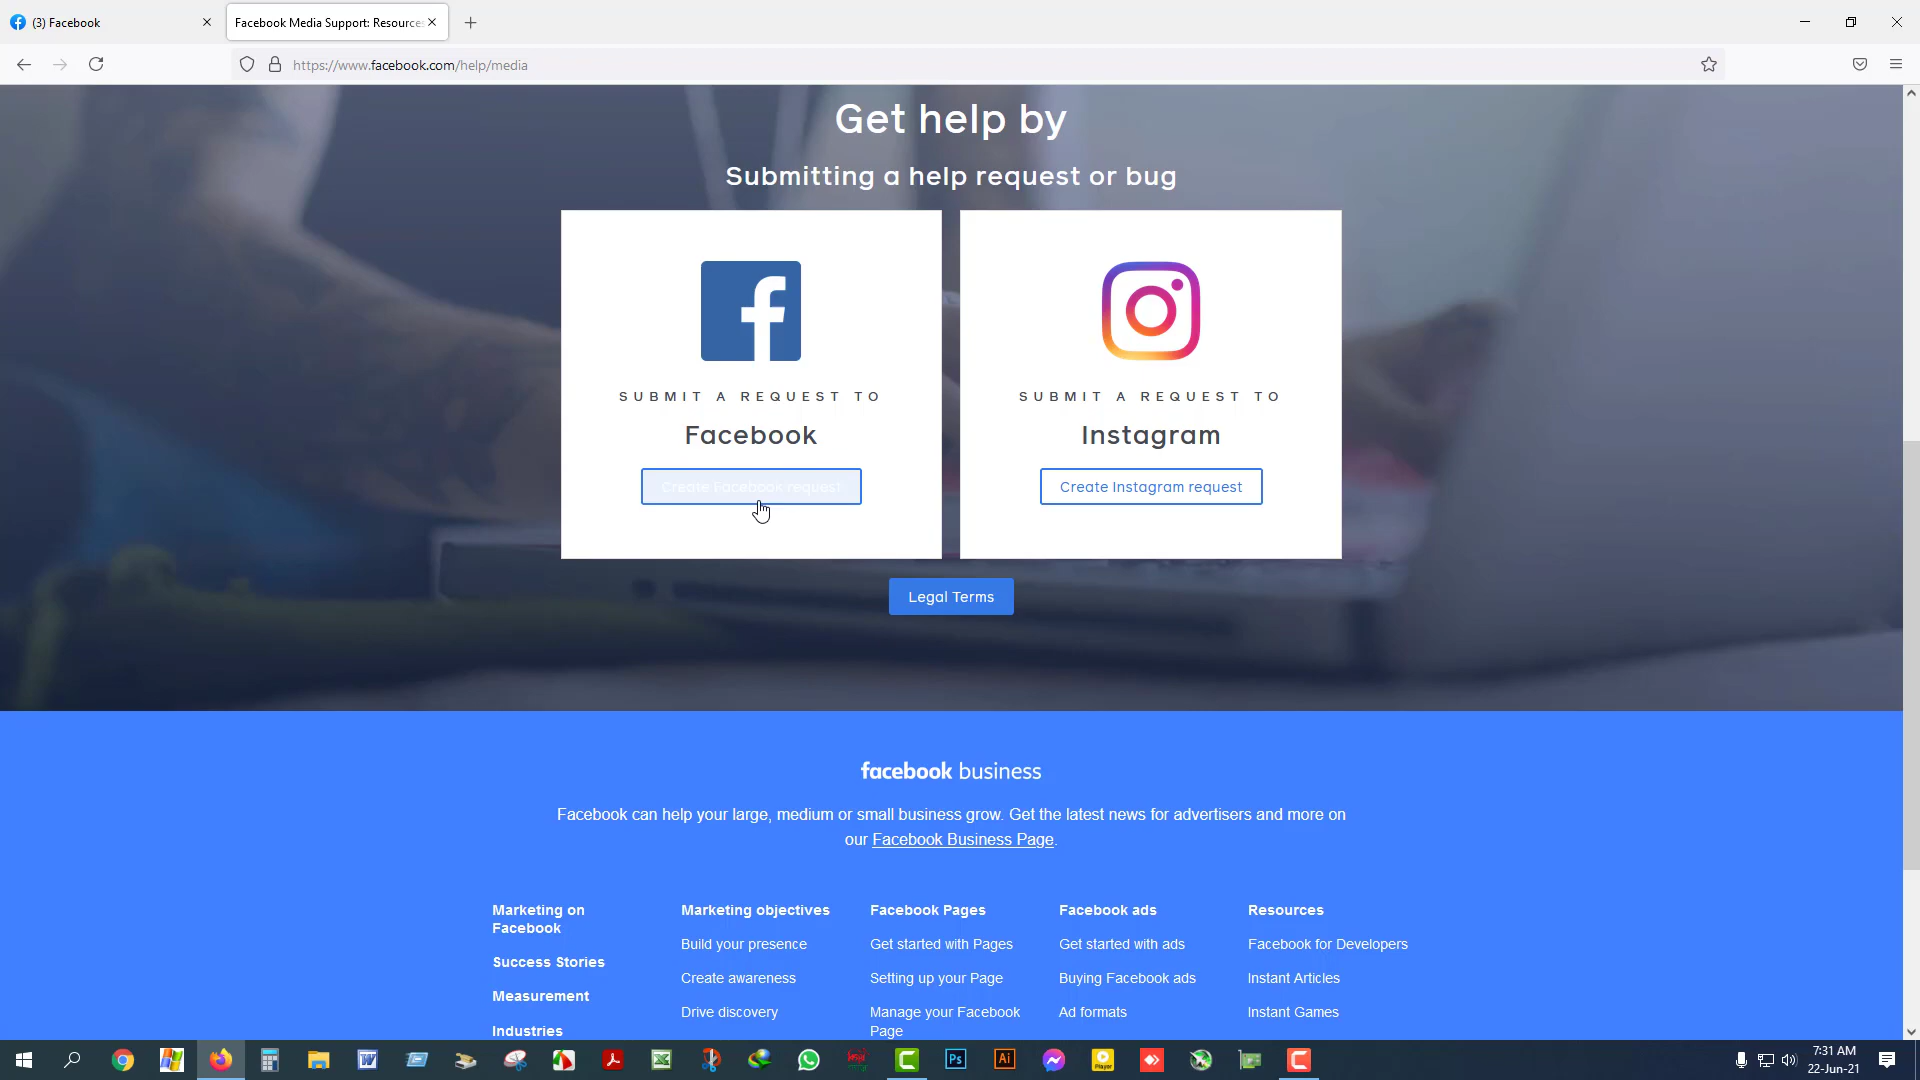 (3) Facebook
Facebook Media Support: Resources
https://www.facebook.com/help/media
Get help by
Submitting a help request or bug
SUBMIT A REQUEST TO
Facebook
Create Facebook request
SUBMIT A REQUEST TO
Instagram
Create Instagram request
Legal Terms
facebook business
Facebook can help your large, medium or small business grow. Get the latest news for advertisers and more on
our Facebook Business Page.
Marketing on
Facebook
Success Stories
Measurement
Industries
Marketing objectives
Build your presence
Create awareness
Drive discovery
Facebook Pages
Get started with Pages
Setting up your Page
Manage your Facebook
Page
Facebook ads
Get started with ads
Buying Facebook ads
Ad formats
Resources
Facebook for Developers
Instant Articles
Instant Games
Ps
Ai
Player
7:31 AM
22-Jun-21